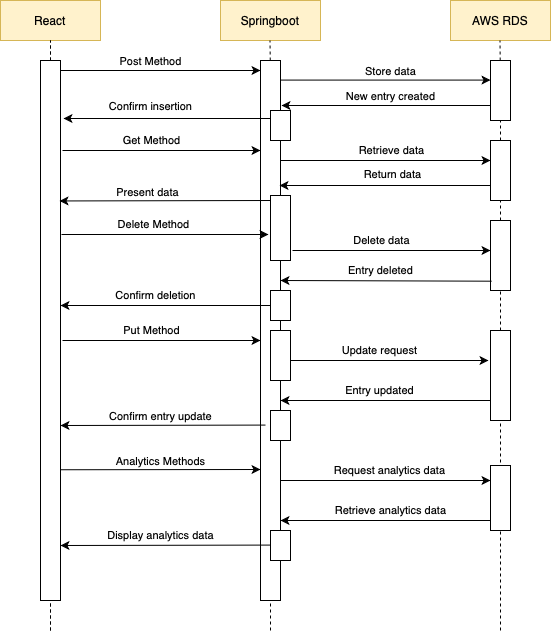 React
Springboot
AWS RDS
Post Method
Store data
New entry created
Confirm insertion
Get Method
Retrieve data
Return data
Present data
Delete Method
Delete data
Entry deleted
Confirm deletion
Put Method
Update request
Entry updated
Confirm entry update
Analytics Methods
Request analytics data
Retrieve analytics data
Display analytics data